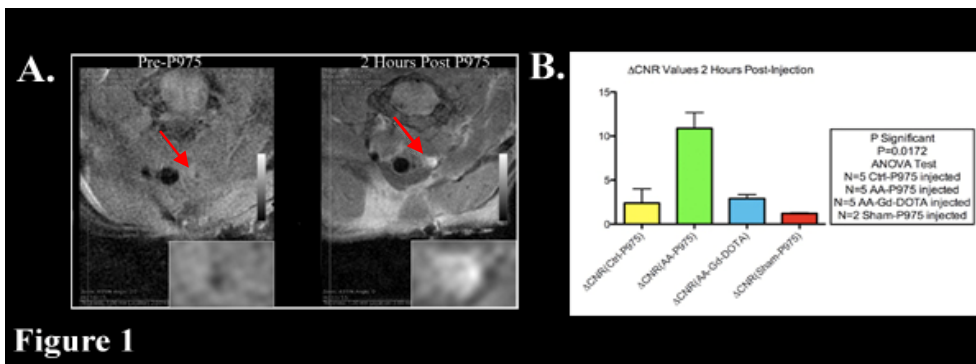 A.
Pre-P975
2 Hours Post P975
B.
ΔCNR Values 2 Hours Post-Injection
15
10
5
0
ΔCNR(Ctrl-P975)
ΔCNR(AA-P975)
ΔCNR(AA-Gd-DOTA)
ΔCNR(Sham-P975)
P Significant
P=0.0172
ANOVA Test
N=5 Ctrl-P975 injected
N=5 AA-P975 injected
N=5 AA-Gd-DOTA injected
N=2 Sham-P975 injected
Figure 1